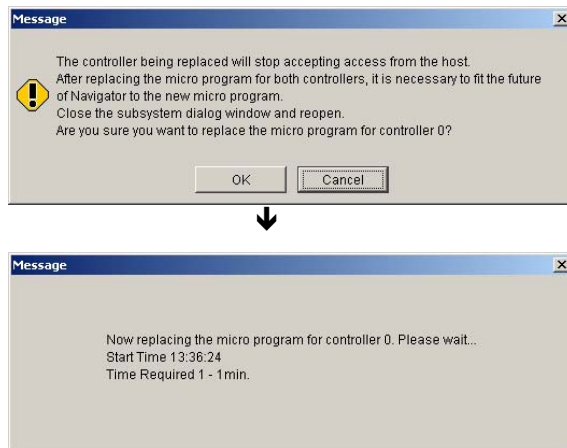 Message
The controller being replaced will stop accepting access from the host.
After replacing the micro program for both controllers, it is necessary to fit the future
of Navigator to the new micro program.
Close the subsystem dialog window and reopen.
Are you sure you want to replace the micro program for controller 0?
OK Cancel
Message
Now replacing the micro program for controller 0. Please wait...
Start Time 13:36:24
Time Required 1 - 1min.